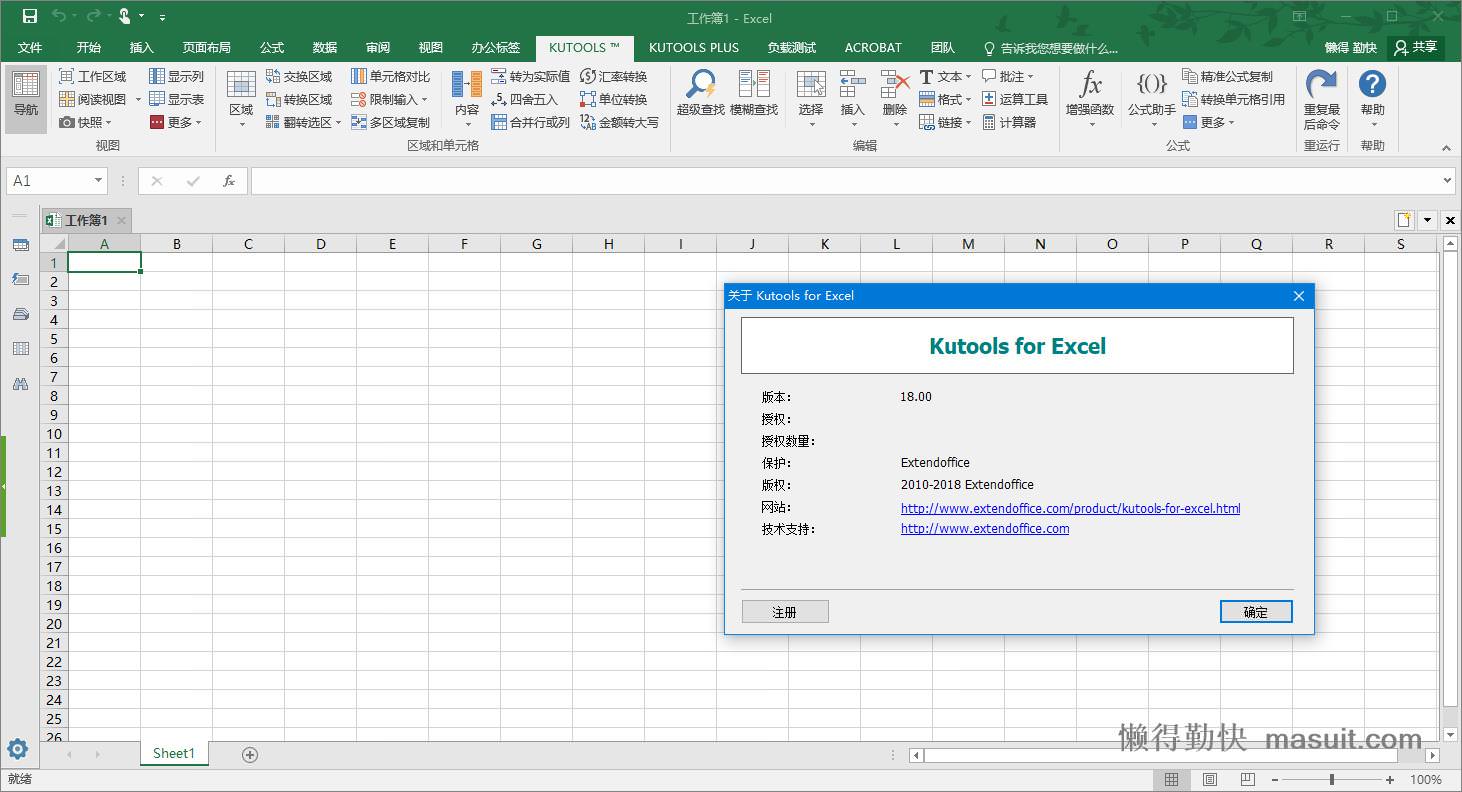 工作簿1 - Excel
文件 开始 插入 页面布局 公式 数据 审阅 视图 办公标签 KUTOOLS ™ KUTOOLS PLUS 负载测试 ACROBAT 团队 告诉我您想要做什么... 懒得 勤快 共享
工作区域 显示列 交换区域 单元格对比 转为实际值 汇率转换 文本 批注 精准公式复制
阅读视图 显示表 转换区域 限制输入 四舍五入 单位转换 格式 运算工具 转换单元格引用
快照 更多 翻转选区 多区域复制 合并行或列 金额转大写 链接 计算器 更多
导航 区域 内容 超级查找 模糊查找 选择 插入 删除 增强函数 公式助手 重复最后命令 帮助
视图 区域和单元格 编辑 公式 重运行 帮助
A1 fx
工作簿1
A B C D E F G H I J K L M N O P Q R S
1
2
3
4
5
6
7
8
9
10
11
12
13
14
15
16
17
18
19
20
21
22
23
24
25
26
关于 Kutools for Excel
Kutools for Excel
版本: 18.00
授权:
授权数量:
保护: Extendoffice
版权: 2010-2018 Extendoffice
网站: http://www.extendoffice.com/product/kutools-for-excel.html
技术支持: http://www.extendoffice.com
注册 确定
懒得勤快 masuit.com
Sheet1
就绪 100%